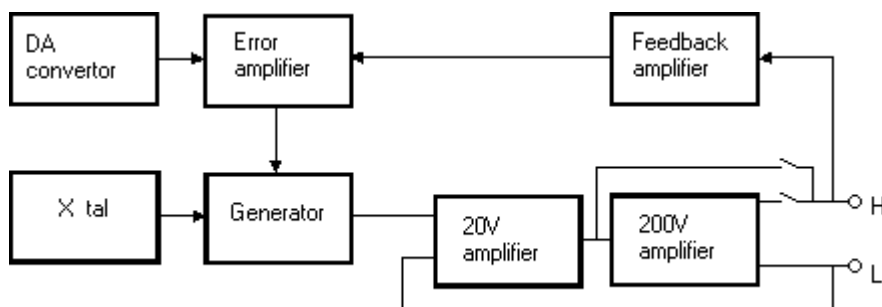 DA
convertor
Error
amplifier
Feedback
amplifier
X tal
Generator
20V
amplifier
200V
amplifier
H
L